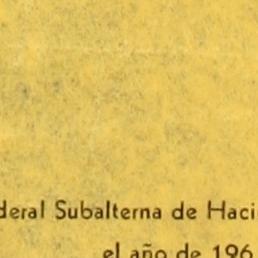 deral Subalterna de Haci
el año de 196